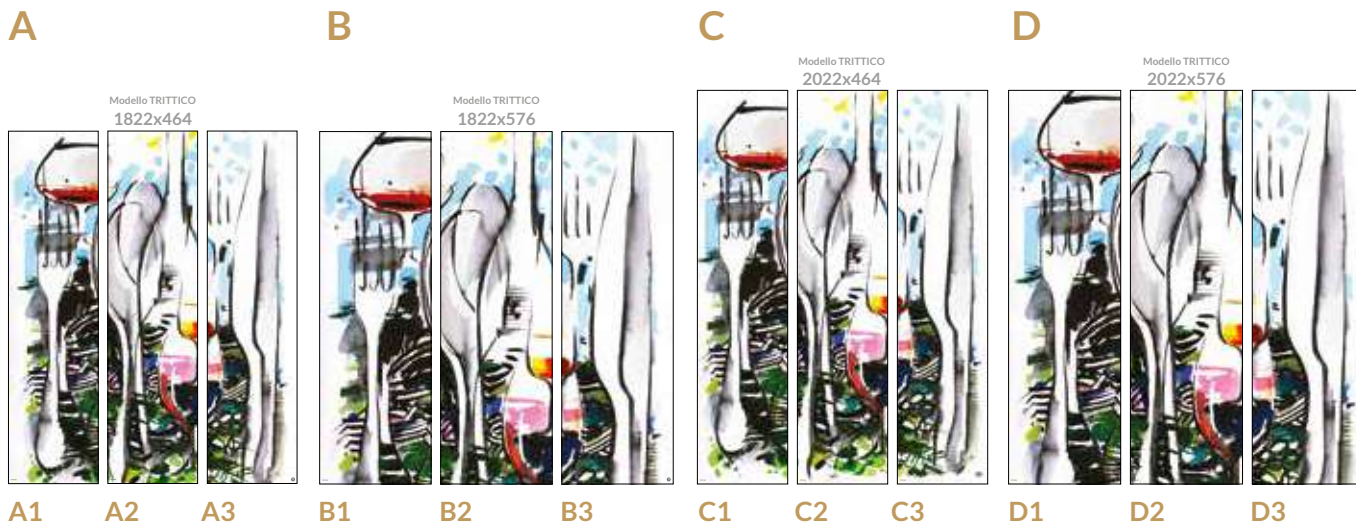 A
B
C
D
Modello TRITTICO
1822x464
Modello TRITTICO
1822x576
Modello TRITTICO
2022x464
Modello TRITTICO
2022x576
A1
A2
A3
B1
B2
B3
C1
C2
C3
D1
D2
D3